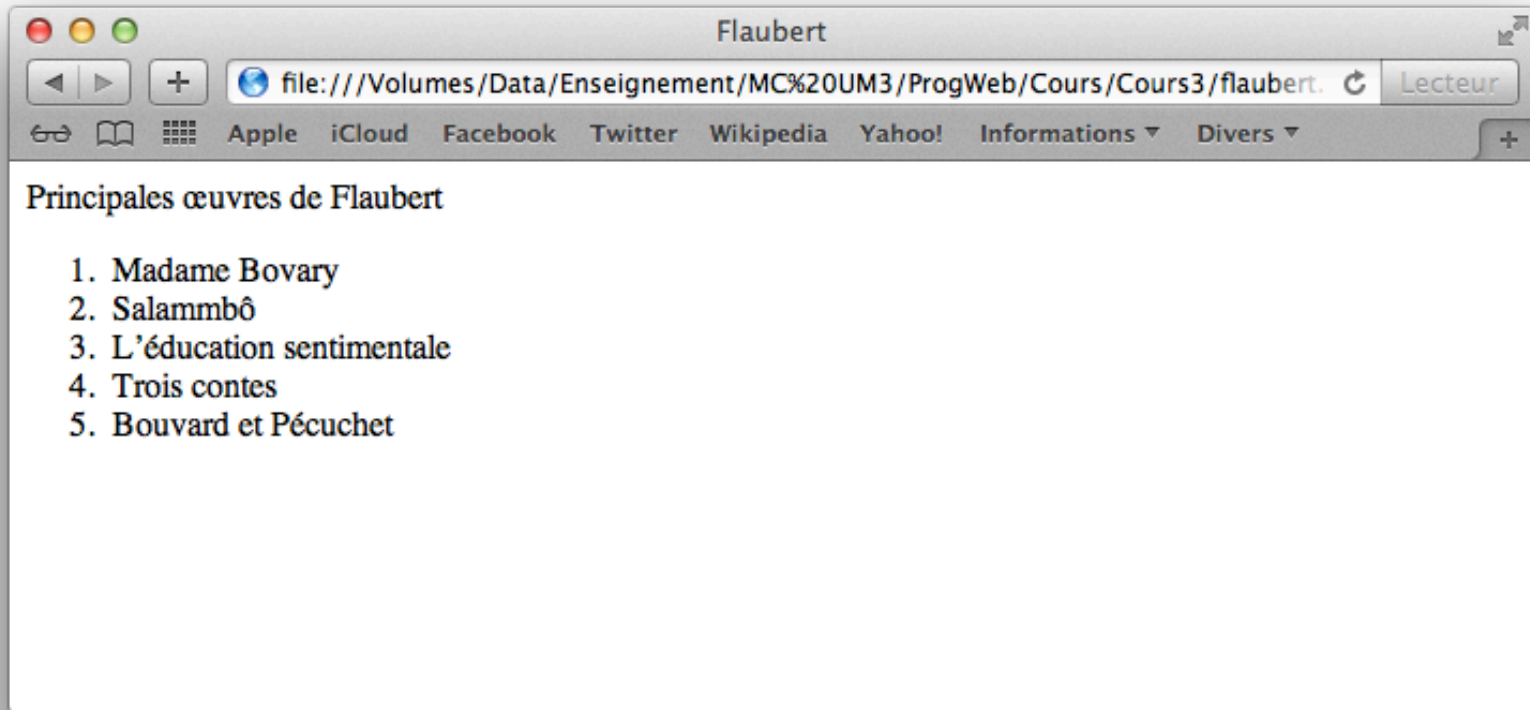 Flaubert
file:///Volumes/Data/Enseignement/MC%20UM3/ProgWeb/Cours/Cours3/flaubert.
Lecteur
Apple iCloud Facebook Twitter Wikipedia Yahoo! Informations Divers
Principales œuvres de Flaubert
1. Madame Bovary
2. Salammbô
3. L’éducation sentimentale
4. Trois contes
5. Bouvard et Pécuchet